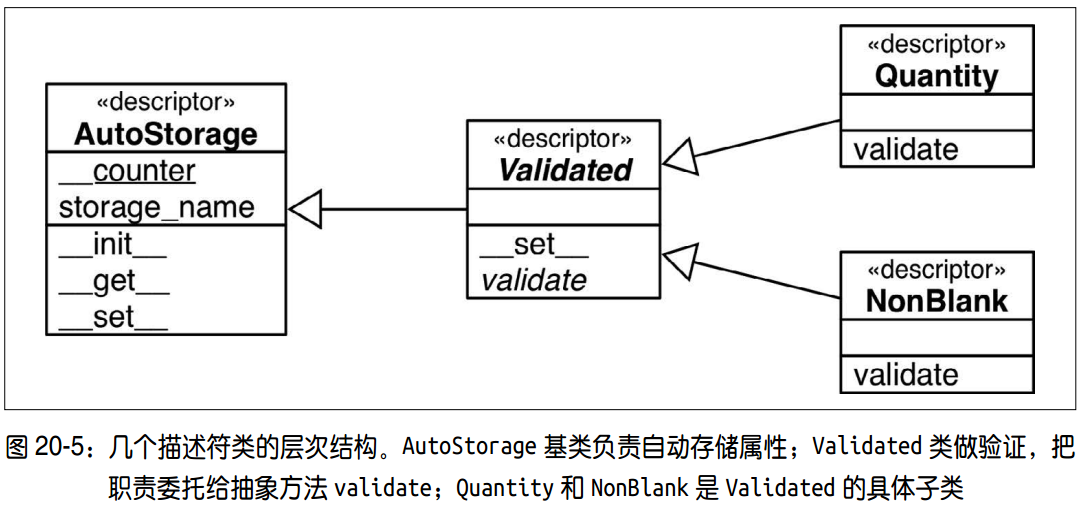 «descriptor»
AutoStorage
__counter
storage_name
__init__
__get__
__set__
«descriptor»
Validated
__set__
validate
«descriptor»
Quantity
validate
«descriptor»
NonBlank
validate
图 20-5：几个描述符类的层次结构。AutoStorage 基类负责自动存储属性；Validated 类做验证，把
职责委托给抽象方法 validate；Quantity 和 NonBlank 是 Validated 的具体子类